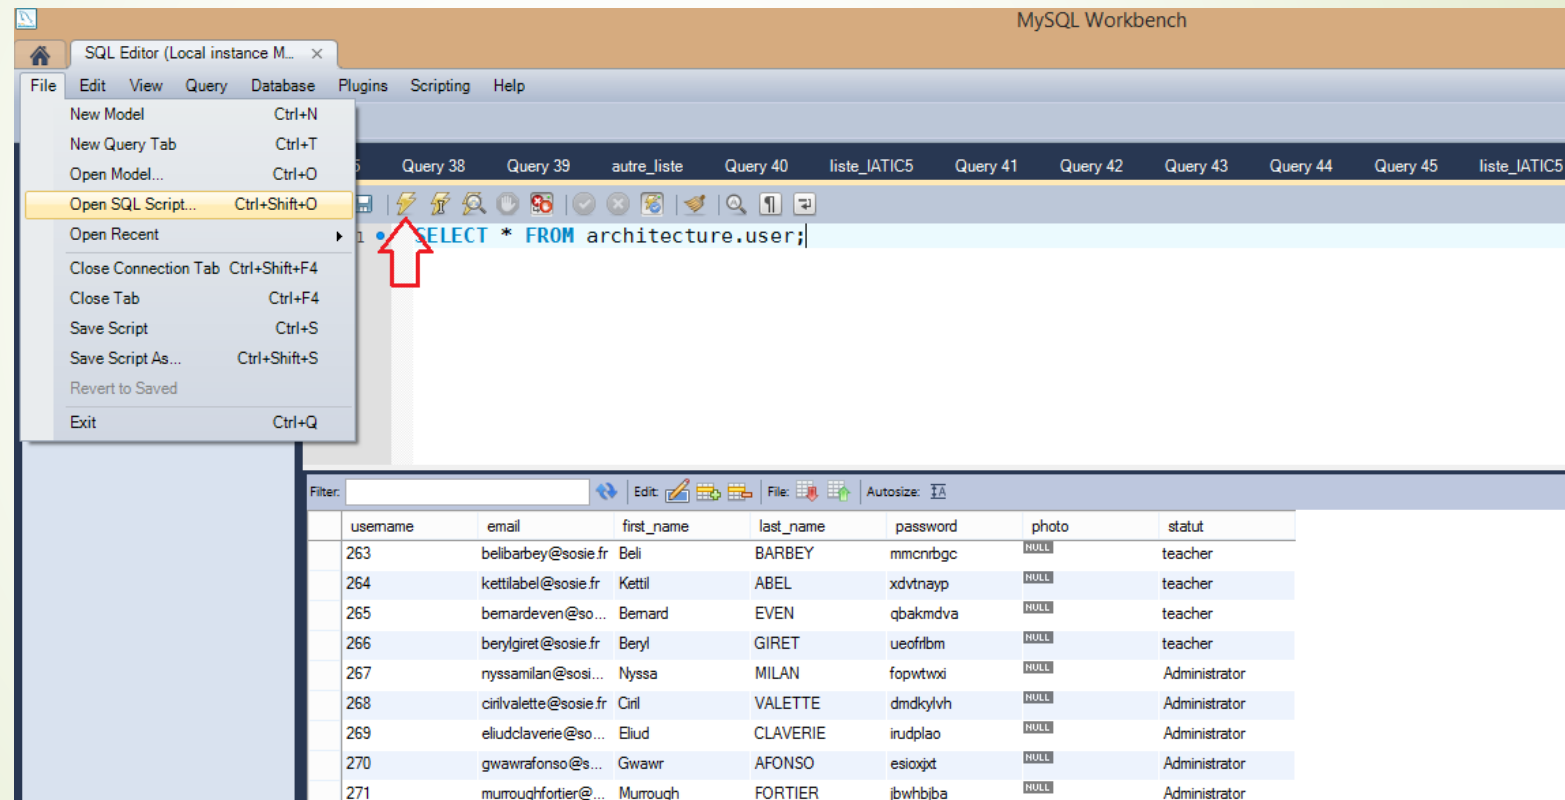 MySQL Workbench
SQL Editor (Local instance M...
File Edit View Query Database Plugins Scripting Help
New Model Ctrl+N
New Query Tab Ctrl+T
Open Model... Ctrl+O
Open SQL Script... Ctrl+Shift+O
Open Recent
Close Connection Tab Ctrl+Shift+F4
Close Tab Ctrl+F4
Save Script Ctrl+S
Save Script As... Ctrl+Shift+S
Revert to Saved
Exit Ctrl+Q
5 Query 38 Query 39 autre_liste Query 40 liste_IATIC5 Query 41 Query 42 Query 43 Query 44 Query 45 liste_IATIC5
1 SELECT * FROM architecture.user;
Filter: Edit: File: Autosize:
username email first_name last_name password photo statut
263 belibarbey@sosie.fr Beli BARBEY mmcnrbgc NULL teacher
264 kettilabel@sosie.fr Kettil ABEL xdvtnayp NULL teacher
265 bernardeven@so... Bernard EVEN qbakmdva NULL teacher
266 berylgiret@sosie.fr Beryl GIRET ueofrlbm NULL teacher
267 nyssamilan@sosi... Nyssa MILAN fopwtwxi NULL Administrator
268 cirilvalette@sosie.fr Ciril VALETTE dmdkylvh NULL Administrator
269 eliudclaverie@so... Eliud CLAVERIE irudplao NULL Administrator
270 gwawrafonso@s... Gwawr AFONSO esioxjxt NULL Administrator
271 murroughfortier@... Murrough FORTIER jbwhbjba NULL Administrator